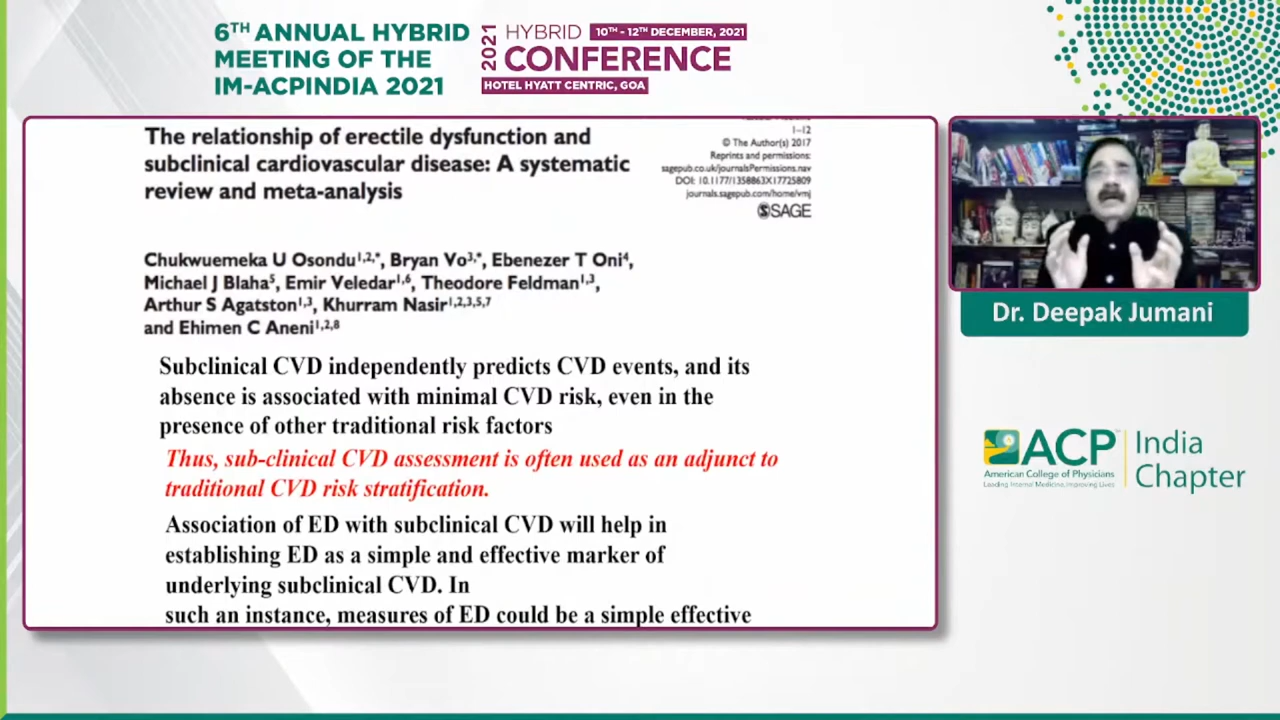 6TH ANNUAL HYBRID
MEETING OF THE
IM-ACPINDIA 2021
2021
HYBRID
10TH - 12TH DECEMBER, 2021
CONFERENCE
HOTEL HYATT CENTRIC, GOA
The relationship of erectile dysfunction and
subclinical cardiovascular disease: A systematic
review and meta-analysis
1–12
© The Author(s) 2017
Reprints and permissions:
sagepub.co.uk/journalsPermissions.nav
DOI: 10.1177/1358863X17725809
journals.sagepub.com/home/vmj
SAGE
Chukwuemeka U Osondu1,2,*, Bryan Vo3,*, Ebenezer T Oni4,
Michael J Blaha5, Emir Veledar1,6, Theodore Feldman1,3,
Arthur S Agatston1,3, Khurram Nasir1,2,3,5,7
and Ehimen C Aneni1,2,8
Subclinical CVD independently predicts CVD events, and its
absence is associated with minimal CVD risk, even in the
presence of other traditional risk factors
Thus, sub-clinical CVD assessment is often used as an adjunct to
traditional CVD risk stratification.
Association of ED with subclinical CVD will help in
establishing ED as a simple and effective marker of
underlying subclinical CVD. In
such an instance, measures of ED could be a simple effective
Dr. Deepak Jumani
ACP
American College of Physicians
Leading Internal Medicine, Improving Lives
India
Chapter